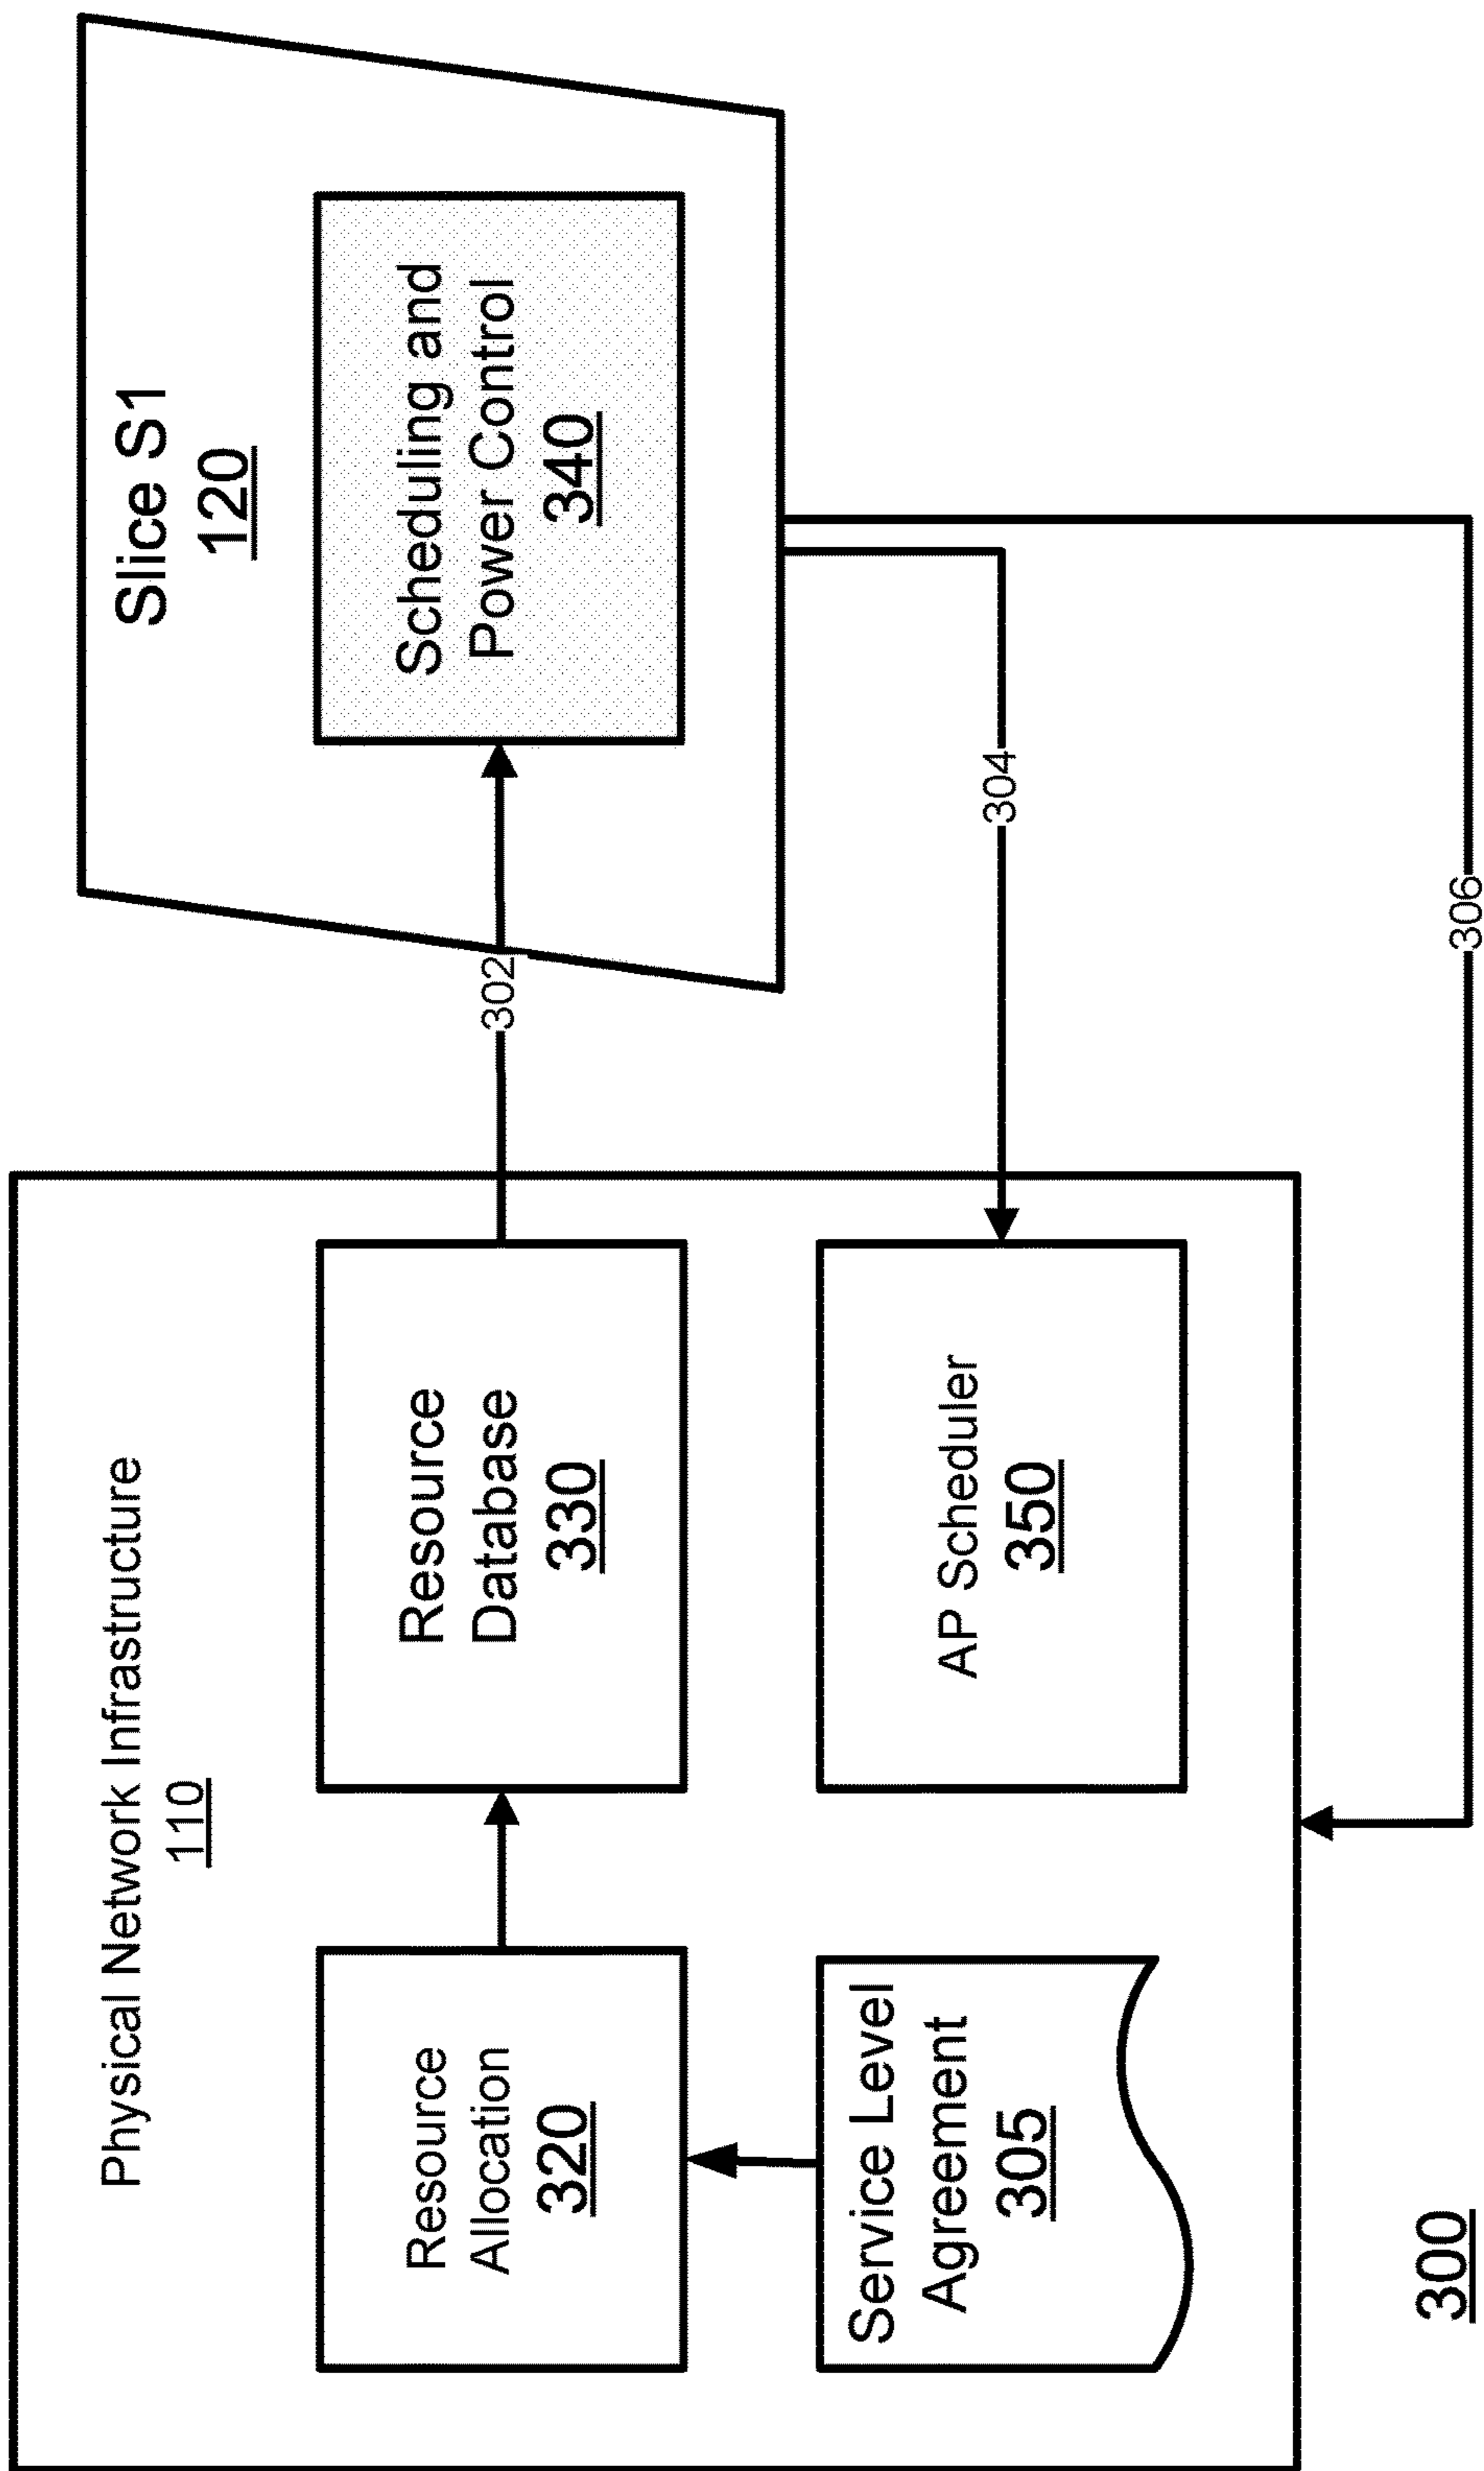 Physical Network Infrastructure
110
Resource
Allocation
320
Resource
Database
330
Service Level
Agreement
305
AP Scheduler
350
302
Slice S1
120
Scheduling and
Power Control
340
304
306
300